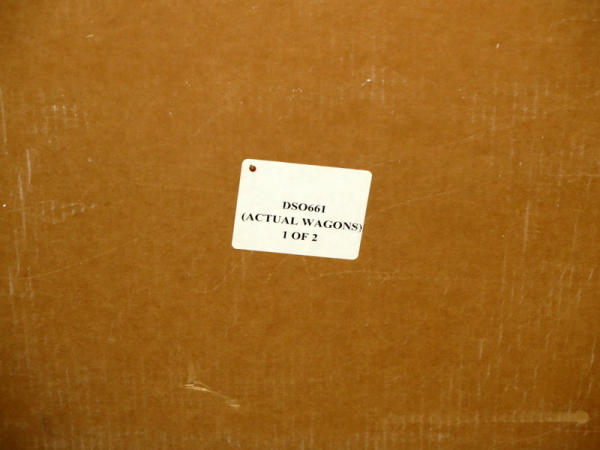 DSO661
(ACTUAL WAGONS)
1 OF 2